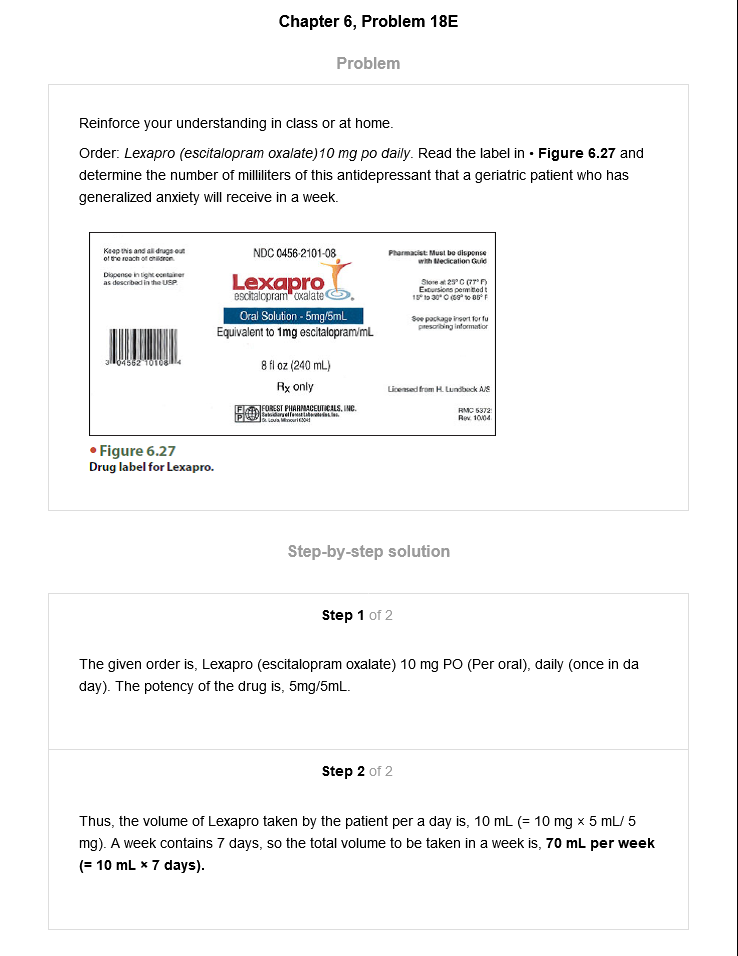 Chapter 6, Problem 18E
Problem
Reinforce your understanding in class or at home.
Order: Lexapro (escitalopram oxalate)10 mg po daily. Read the label in • Figure 6.27 and
determine the number of milliliters of this antidepressant that a geriatric patient who has
generalized anxiety will receive in a week.
Keep this and all drugs out
of the reach of children.
Dispense in tight container
as described in the USP.
3 04562 10108 4
NDC 0456-2101-08
Lexapro
escitalopram oxalate
Oral Solution - 5mg/5mL
Equivalent to 1mg escitalopram/mL
8 fl oz (240 mL)
Rx only
FOREST PHARMACEUTICALS, INC.
Subsidiary of Forest Laboratories, Inc.
St. Louis, Missouri 63045
Pharmacist: Must be dispense
with Medication Guid
Store at 25° C (77° F)
Excursions permitted t
15° to 30° C (59° to 86° F
See package insert for fu
prescribing informatior
Licensed from H. Lundbeck A/S
RMC 5372
Rev. 10/04
• Figure 6.27
Drug label for Lexapro.
Step-by-step solution
Step 1 of 2
The given order is, Lexapro (escitalopram oxalate) 10 mg PO (Per oral), daily (once in da
day). The potency of the drug is, 5mg/5mL.
Step 2 of 2
Thus, the volume of Lexapro taken by the patient per a day is, 10 mL (= 10 mg × 5 mL/ 5
mg). A week contains 7 days, so the total volume to be taken in a week is, 70 mL per week
(= 10 mL × 7 days).